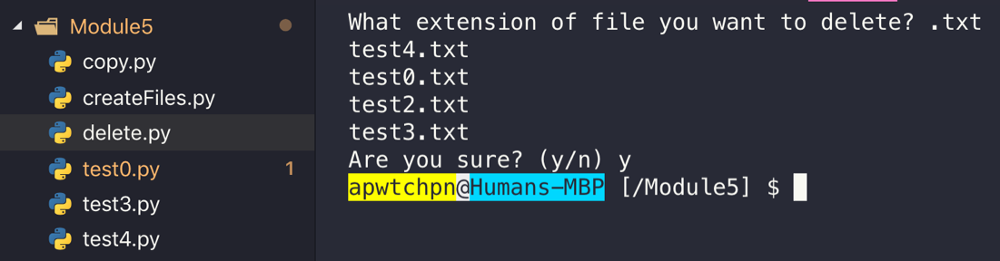 Module5
copy.py
createFiles.py
delete.py
test0.py 1
test3.py
test4.py
What extension of file you want to delete? .txt
test4.txt
test0.txt
test2.txt
test3.txt
Are you sure? (y/n) y
apwtchpn@Humans-MBP [/Module5] $